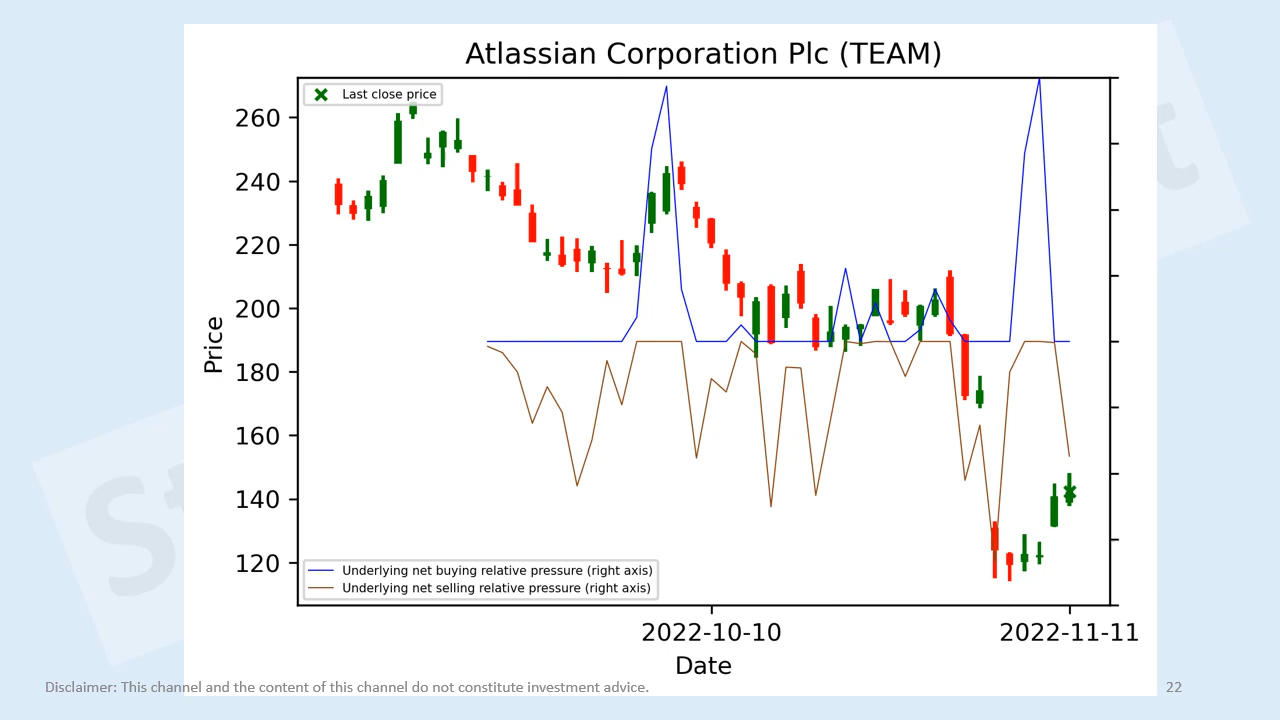 Atlassian Corporation Plc (TEAM)
Last close price
260
240
220
200
180
160
140
120
Price
Underlying net buying relative pressure (right axis)
Underlying net selling relative pressure (right axis)
2022-10-10
2022-11-11
Date
Disclaimer: This channel and the content of this channel do not constitute investment advice.
22